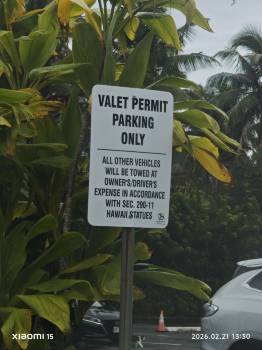 VALET PERMIT
PARKING
ONLY
ALL OTHER VEHICLES
WILL BE TOWED AT
OWNER'S/DRIVER'S
EXPENSE IN ACCORDANCE
WITH SEC. 290-11
HAWAII STATUES
XIAOMI 15
2026.02.21 13:30